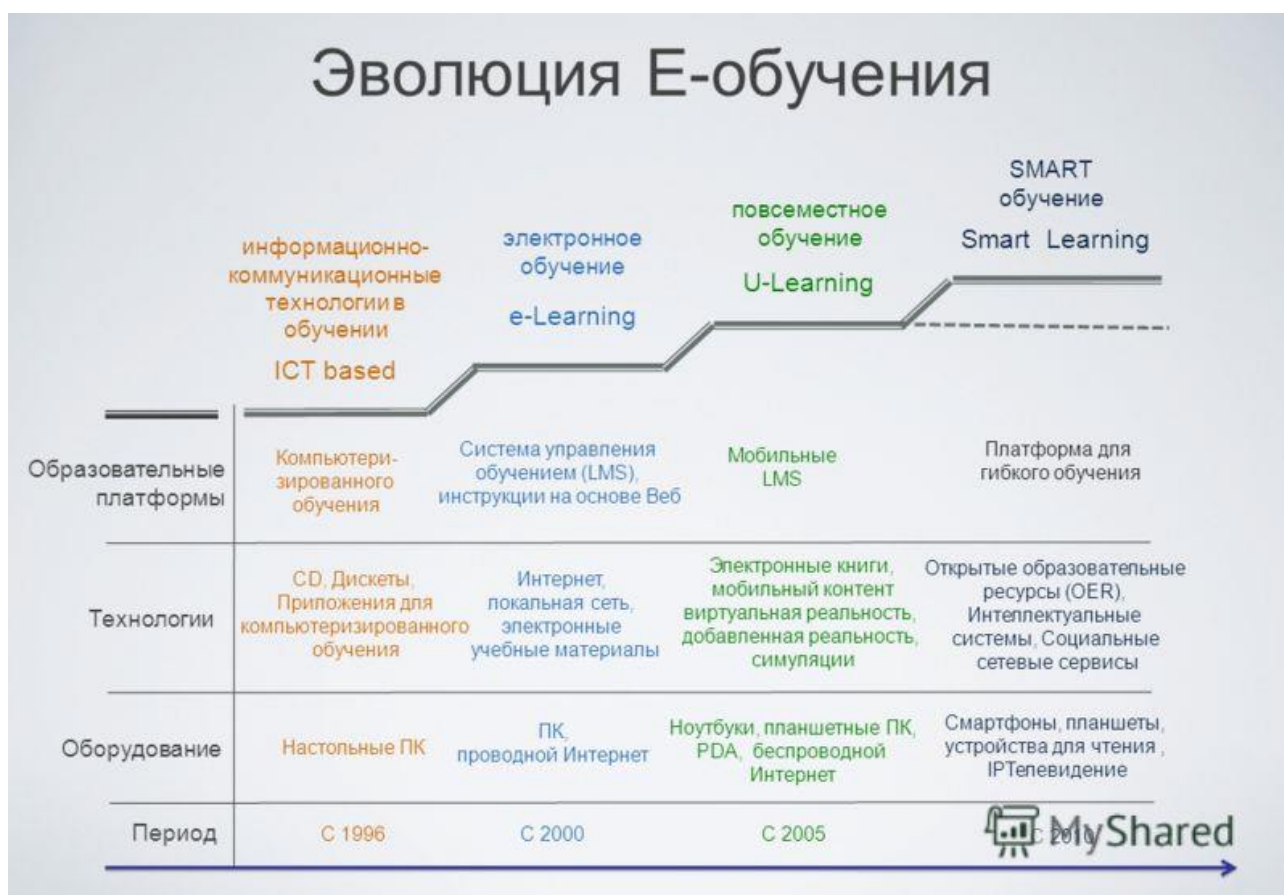 Эволюция Е-обучения
информационно-
коммуникационные
технологии в
обучении
ICT based
электронное
обучение
e-Learning
повсеместное
обучение
U-Learning
SMART
обучение
Smart Learning
Образовательные
платформы
Компьютери-
зированного
обучения
Система управления
обучением (LMS),
инструкции на основе Веб
Мобильные
LMS
Платформа для
гибкого обучения
Технологии
CD, Дискеты,
Приложения для
компьютеризированного
обучения
Интернет,
локальная сеть,
электронные
учебные материалы
Электронные книги,
мобильный контент
виртуальная реальность,
добавленная реальность,
симуляции
Открытые образовательные
ресурсы (OER),
Интеллектуальные
системы, Социальные
сетевые сервисы
Оборудование
Настольные ПК
ПК,
проводной Интернет
Ноутбуки, планшетные ПК,
PDA, беспроводной
Интернет
Смартфоны, планшеты,
устройства для чтения ,
IPТелевидение
Период
С 1996
С 2000
С 2005
С 2010
MyShared